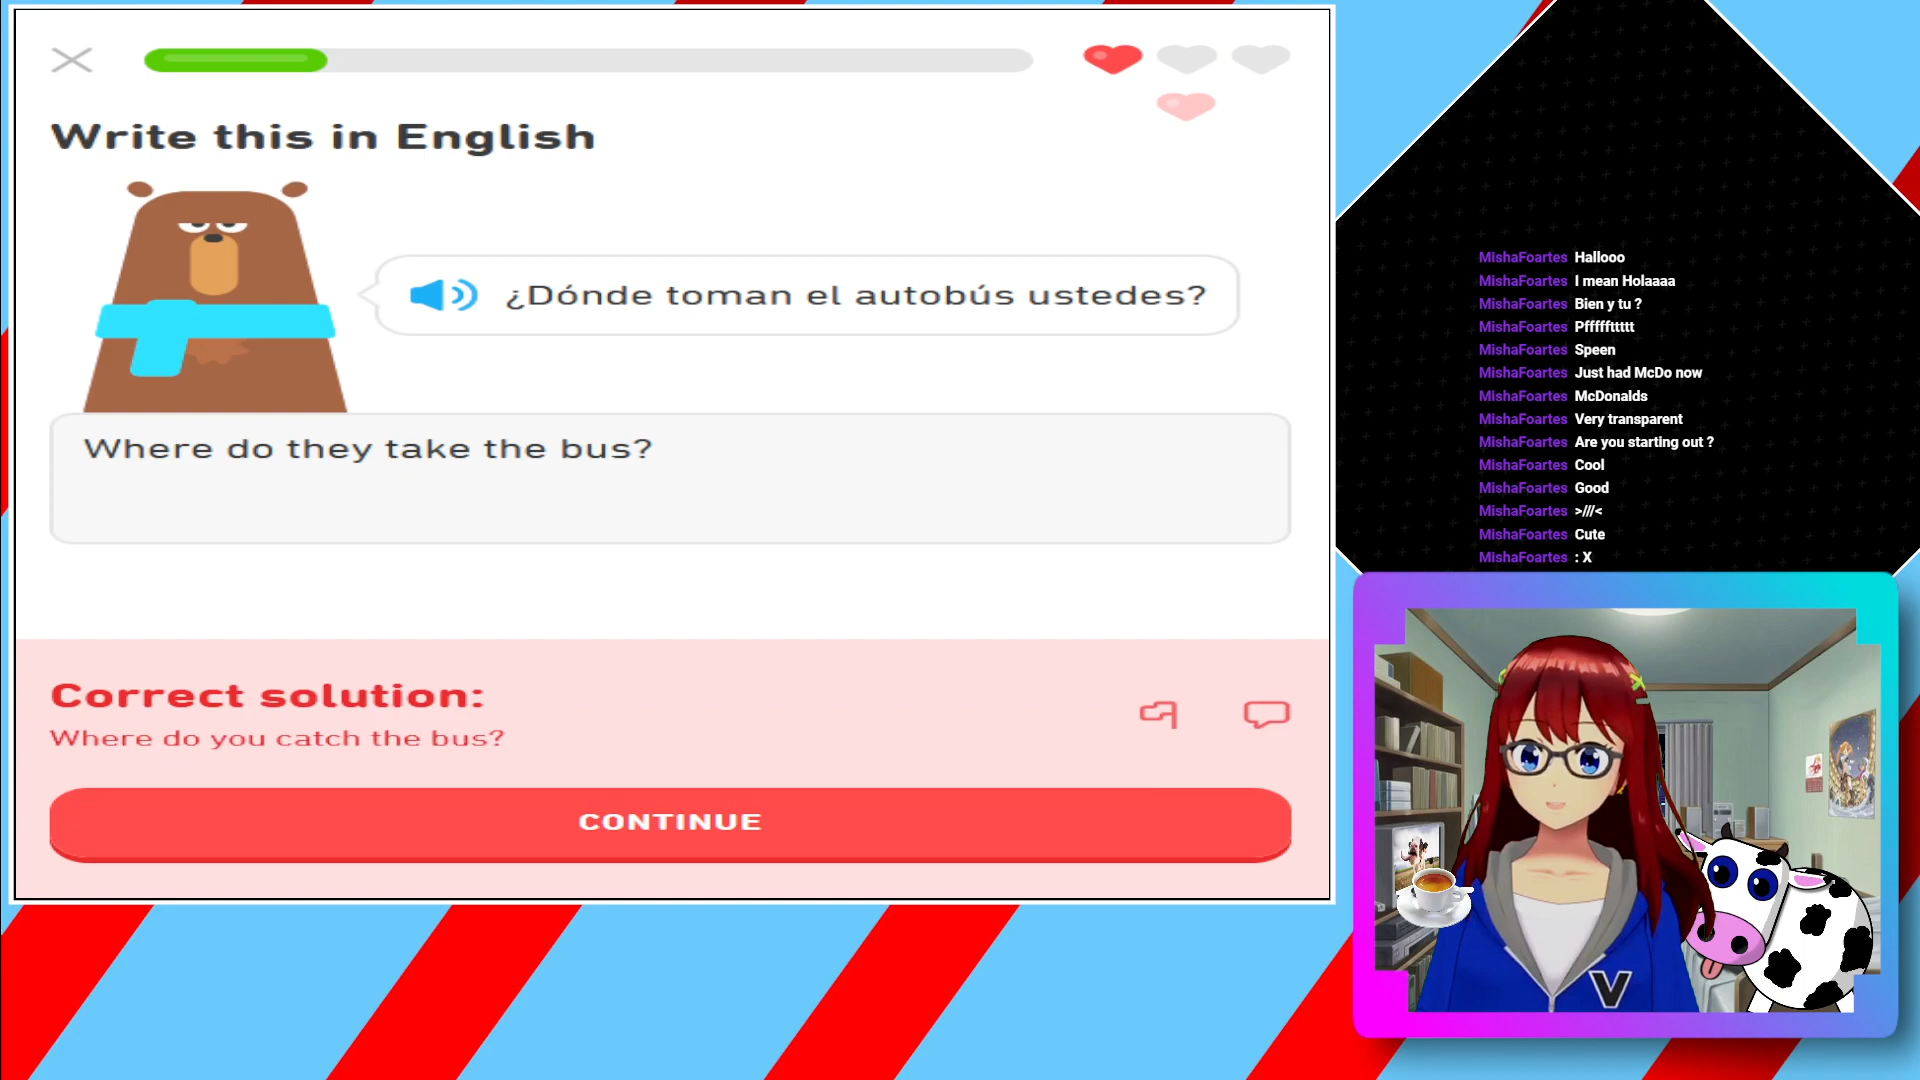 Write this in English
¿Dónde toman el autobús ustedes?
Where do they take the bus?
Correct solution:
Where do you catch the bus?
CONTINUE
MishaFoartes Hallooo
MishaFoartes I mean Holaaaa
MishaFoartes Bien y tu ?
MishaFoartes Pffffftttt
MishaFoartes Speen
MishaFoartes Just had McDo now
MishaFoartes McDonalds
MishaFoartes Very transparent
MishaFoartes Are you starting out ?
MishaFoartes Cool
MishaFoartes Good
MishaFoartes >///<
MishaFoartes Cute
MishaFoartes : X
V